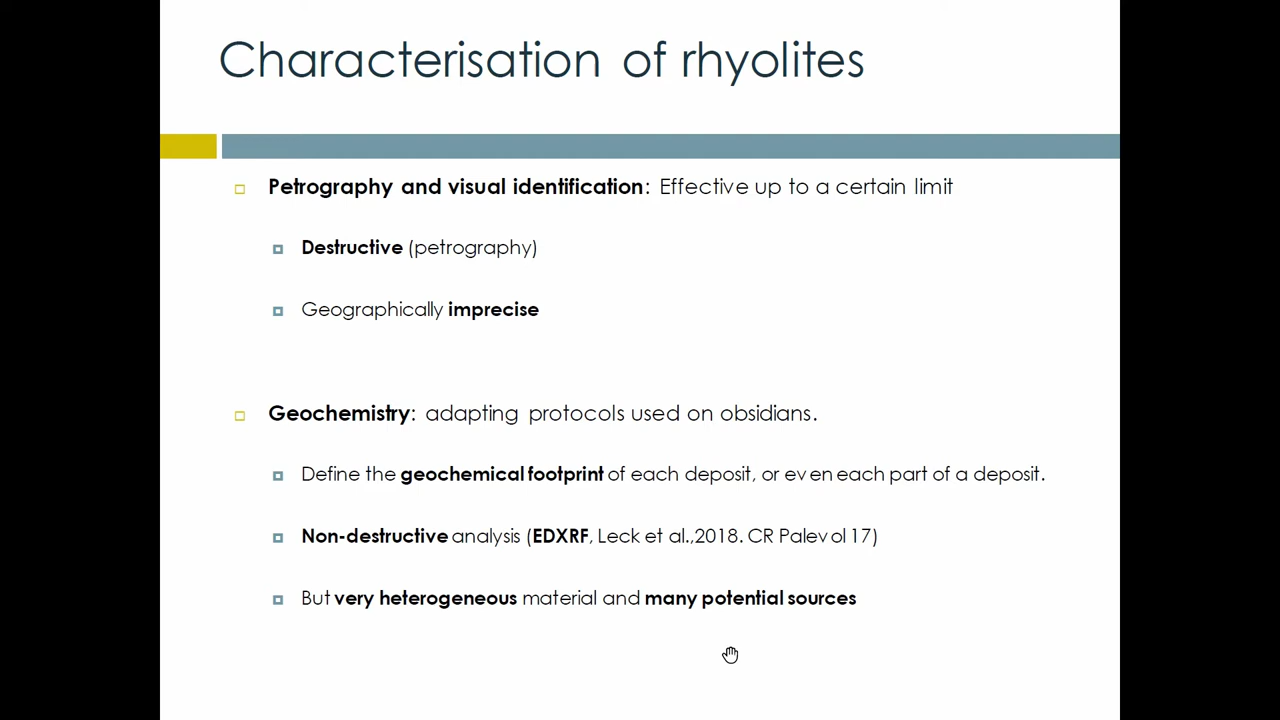 Characterisation of rhyolites
Petrography and visual identification: Effective up to a certain limit
Destructive (petrography)
Geographically imprecise
Geochemistry: adapting protocols used on obsidians.
Define the geochemical footprint of each deposit, or even each part of a deposit.
Non-destructive analysis (EDXRF, Leck et al.,2018. CR Palevol 17)
But very heterogeneous material and many potential sources